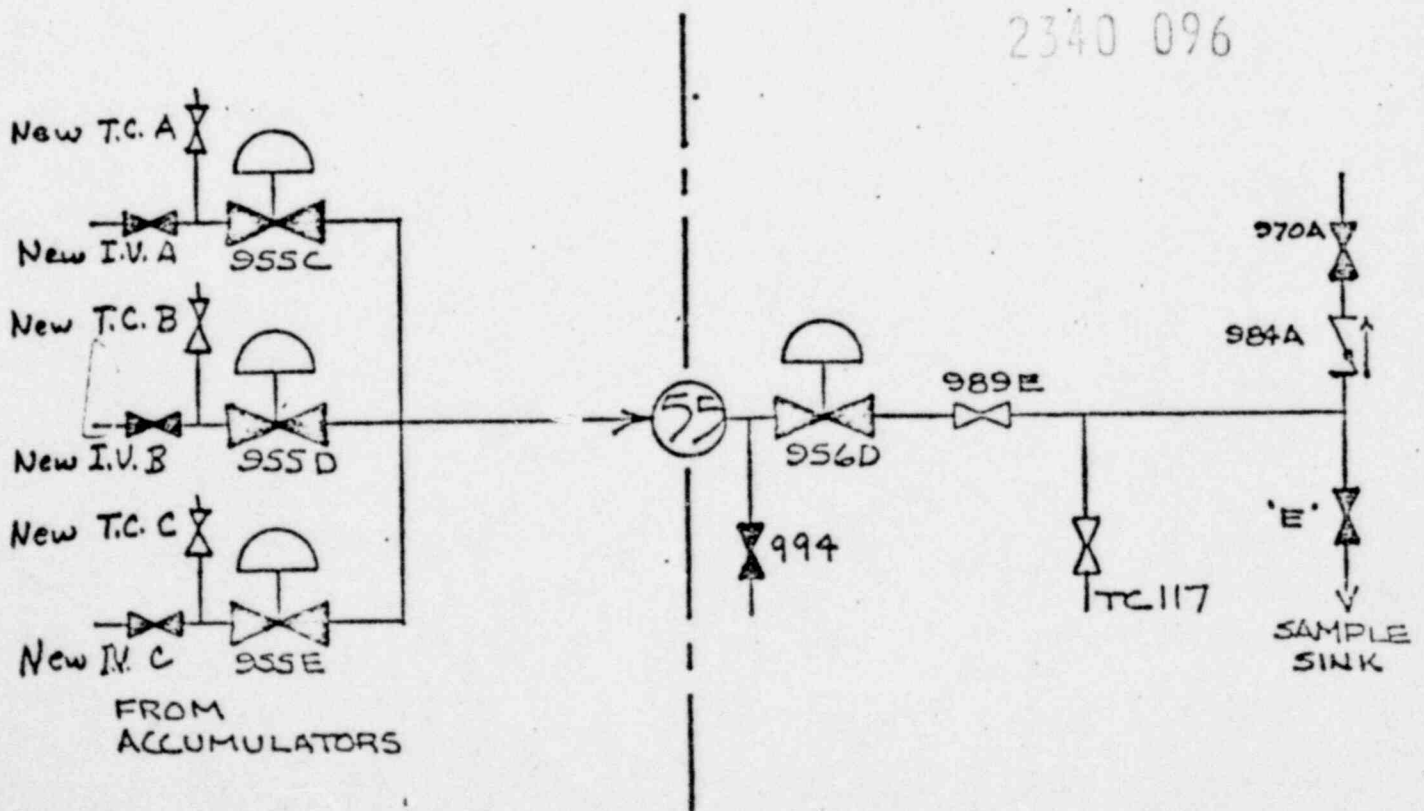 2340 096
New T.C. A
New I.V. A
955C
New T.C. B
New I.V. B
955D
New T.C. C
New I.V. C
955E
FROM
ACCUMULATORS
55
994
956D
989E
TC117
970A
984A
'E'
SAMPLE
SINK